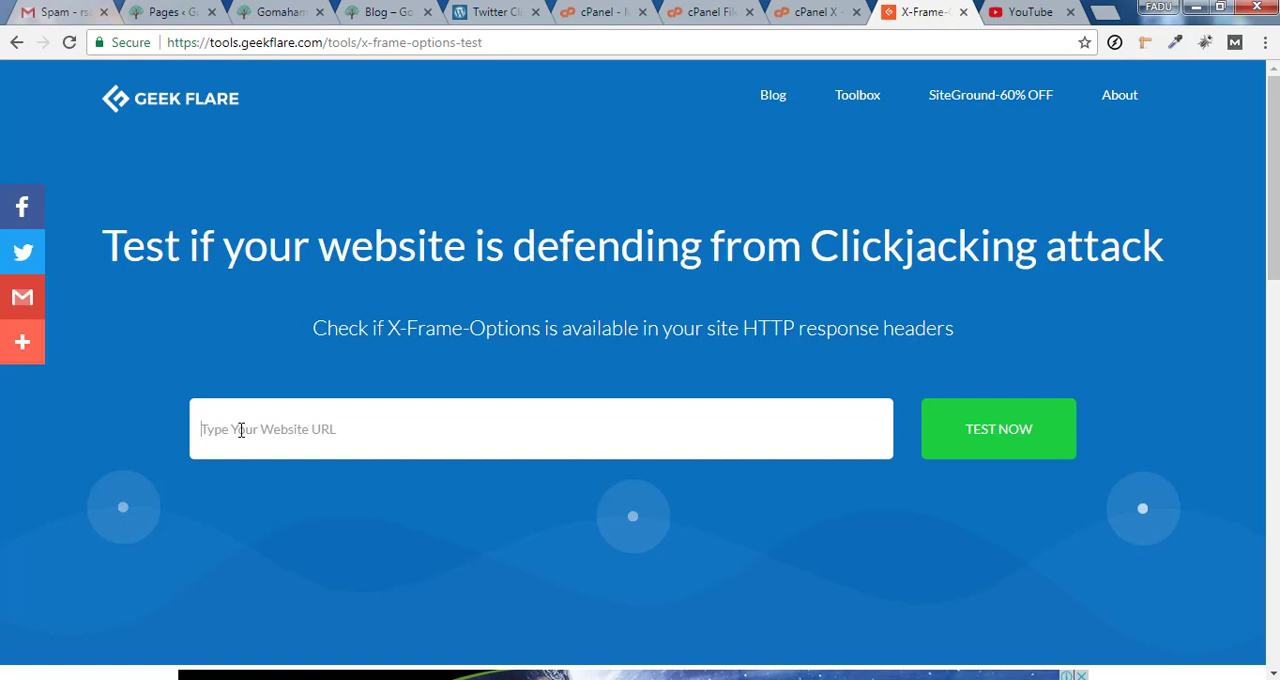 Spam - rs
Pages ‹ G
Gomaham
Blog – Go
Twitter Cli
cPanel - M
cPanel File
cPanel X -
X-Frame-
YouTube
FADU
Secure
https://tools.geekflare.com/tools/x-frame-options-test
GEEK FLARE
Blog
Toolbox
SiteGround-60% OFF
About
Test if your website is defending from Clickjacking attack
Check if X-Frame-Options is available in your site HTTP response headers
Type Your Website URL
TEST NOW